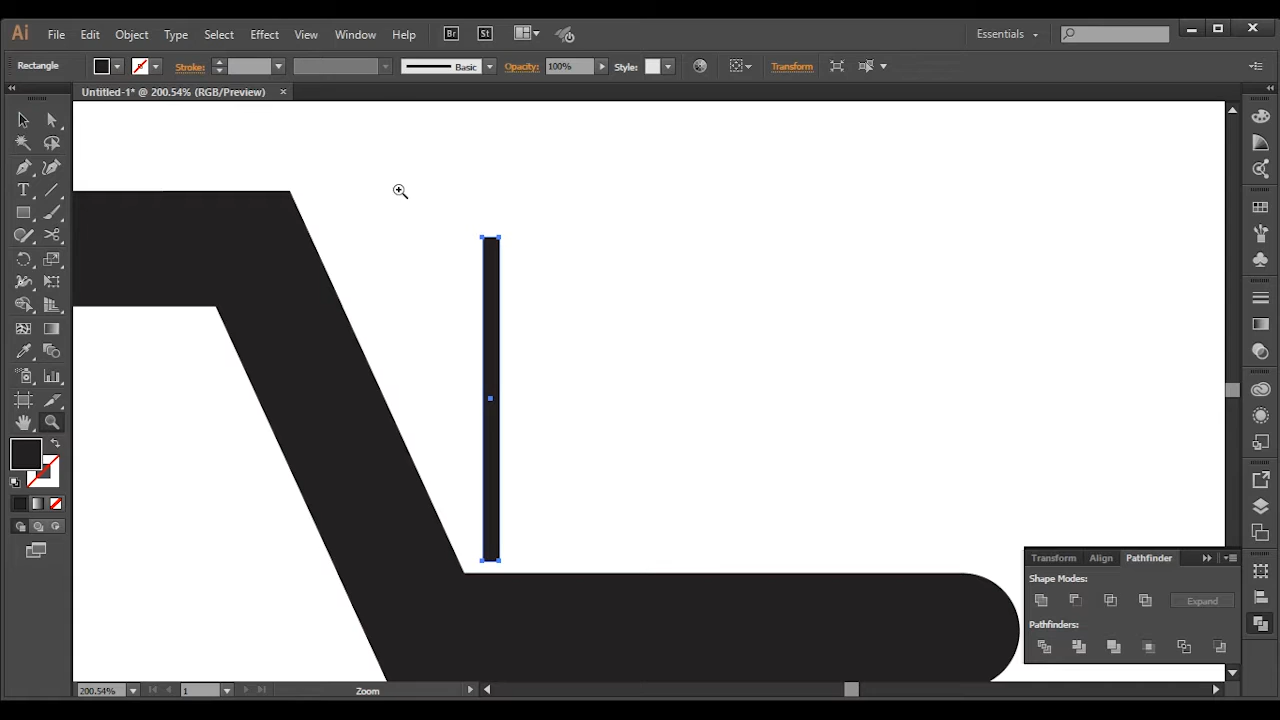 Ai File Edit Object Type Select Effect View Window Help Br St Essentials
Rectangle Stroke: Basic Opacity: 100% Style: Transform
Untitled-1* @ 200.54% (RGB/Preview) ×
T
Transform Align Pathfinder
Shape Modes:
Expand
Pathfinders:
200.54% 1 Zoom